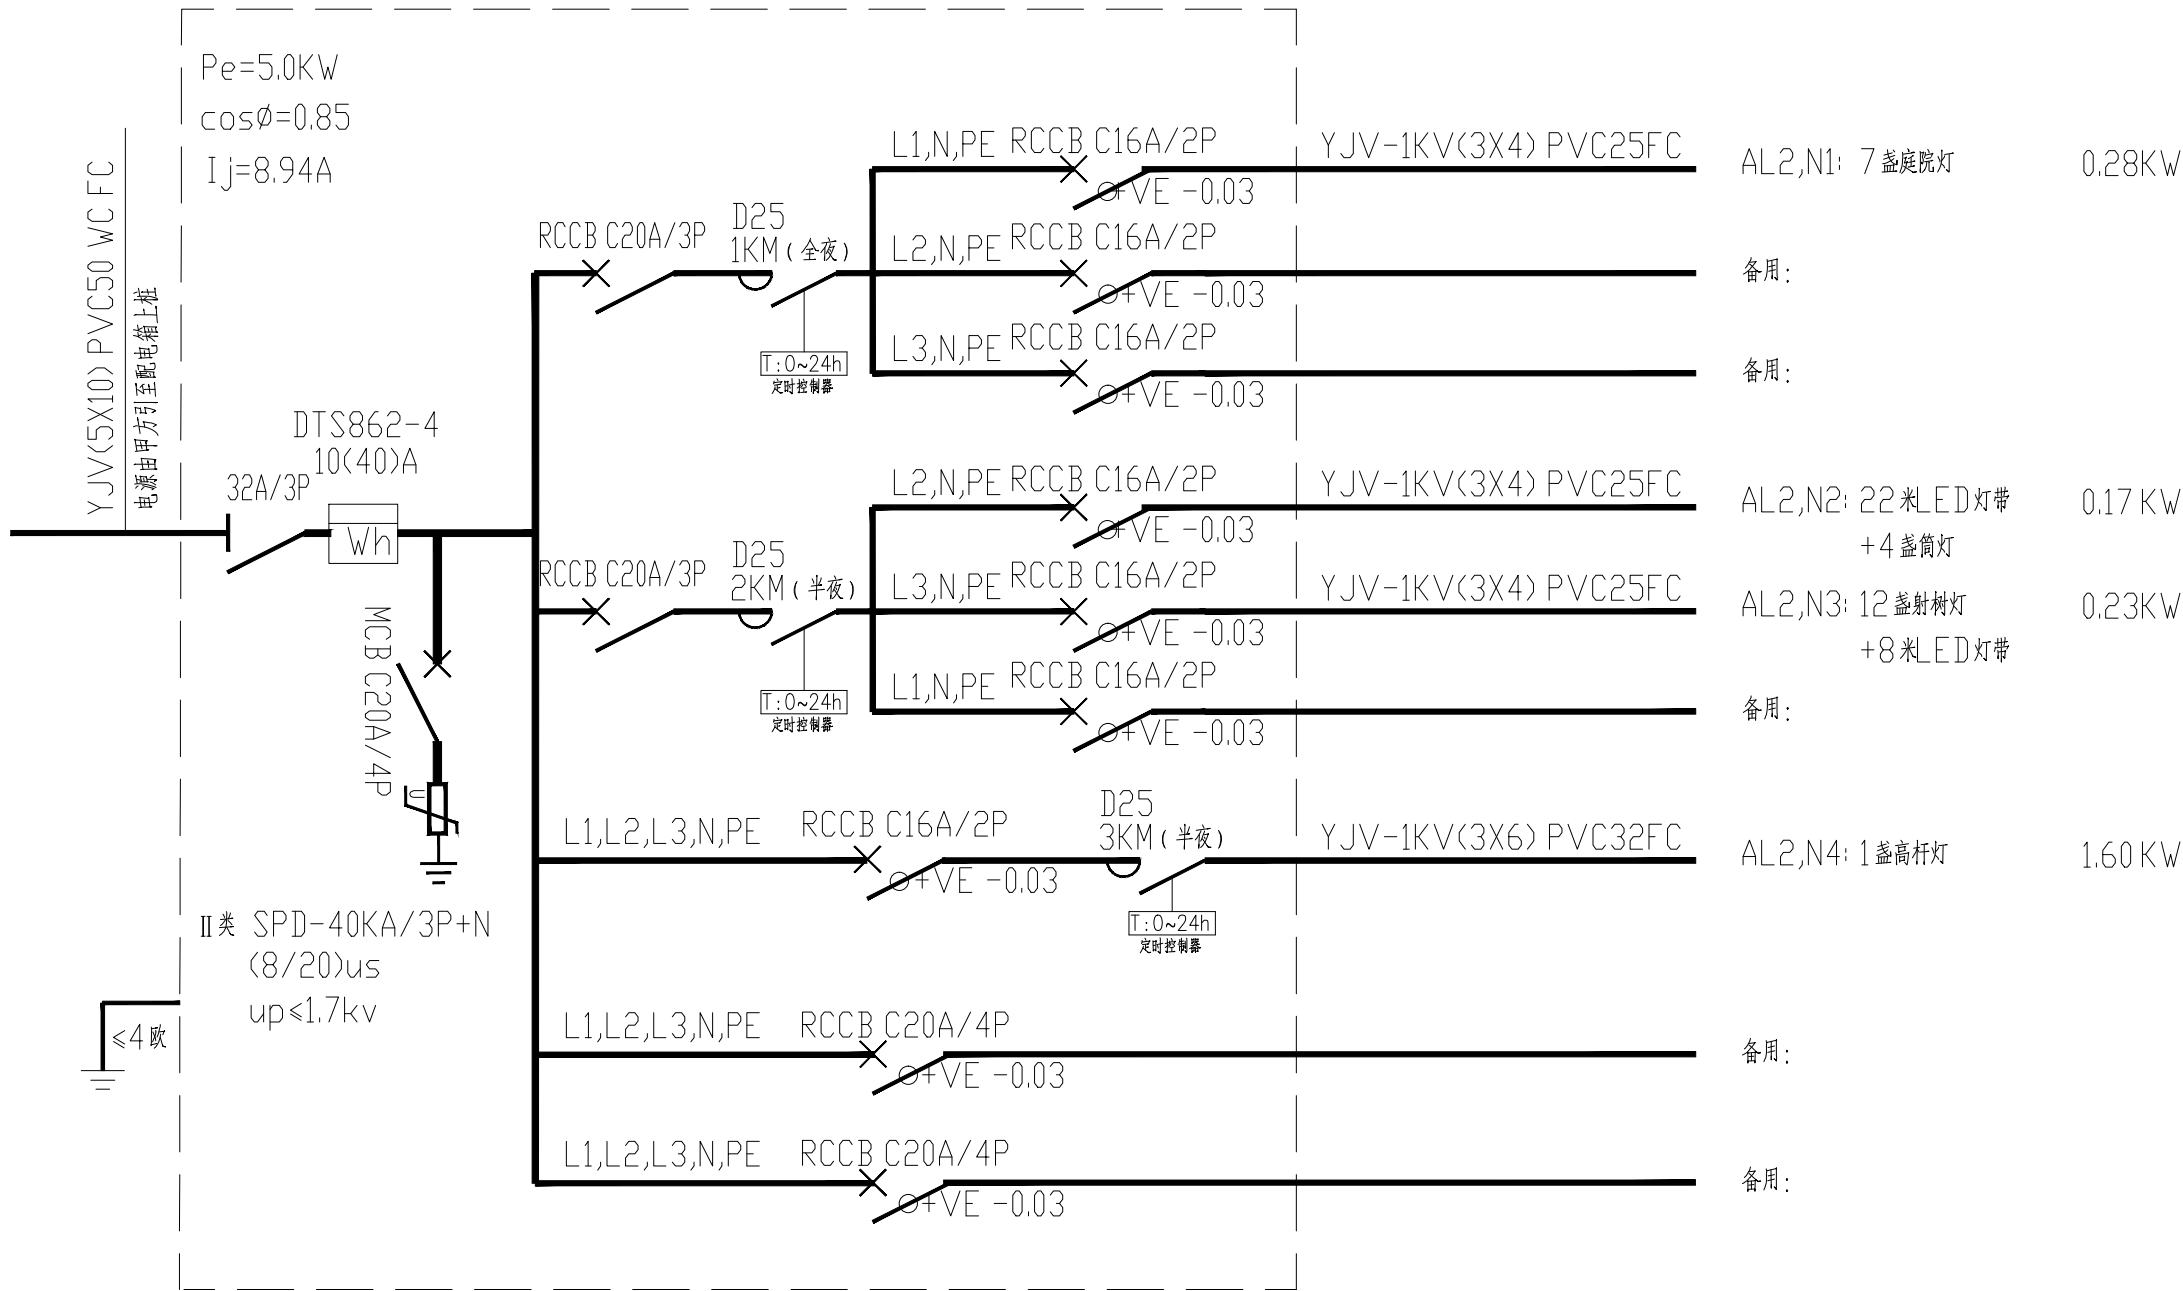 Pe=5.0KW
cosφ=0.85
Ij=8.94A
YJV(5X10) PVC50 WC FC
电源由甲方引至配电箱上桩
32A/3P
DTS862-4
10(40)A
Wh
MCB C20A/4P
U
II类 SPD-40KA/3P+N
(8/20)us
up≤1.7kv
≤4欧
RCCB C20A/3P
D25
1KM(全夜)
T:0~24h
定时控制器
L1,N,PE RCCB C16A/2P
+VE -0.03
YJV-1KV(3X4) PVC25FC
AL2,N1: 7盏庭院灯 0.28KW
L2,N,PE RCCB C16A/2P
+VE -0.03
备用:
L3,N,PE RCCB C16A/2P
+VE -0.03
备用:
RCCB C20A/3P
D25
2KM(半夜)
T:0~24h
定时控制器
L2,N,PE RCCB C16A/2P
+VE -0.03
YJV-1KV(3X4) PVC25FC
AL2,N2: 22米LED灯带 0.17KW
+4盏筒灯
L3,N,PE RCCB C16A/2P
+VE -0.03
YJV-1KV(3X4) PVC25FC
AL2,N3: 12盏射树灯 0.23KW
+8米LED灯带
L1,N,PE RCCB C16A/2P
+VE -0.03
备用:
L1,L2,L3,N,PE RCCB C16A/2P
+VE -0.03
D25
3KM(半夜)
T:0~24h
定时控制器
YJV-1KV(3X6) PVC32FC
AL2,N4: 1盏高杆灯 1.60KW
L1,L2,L3,N,PE RCCB C20A/4P
+VE -0.03
备用:
L1,L2,L3,N,PE RCCB C20A/4P
+VE -0.03
备用: